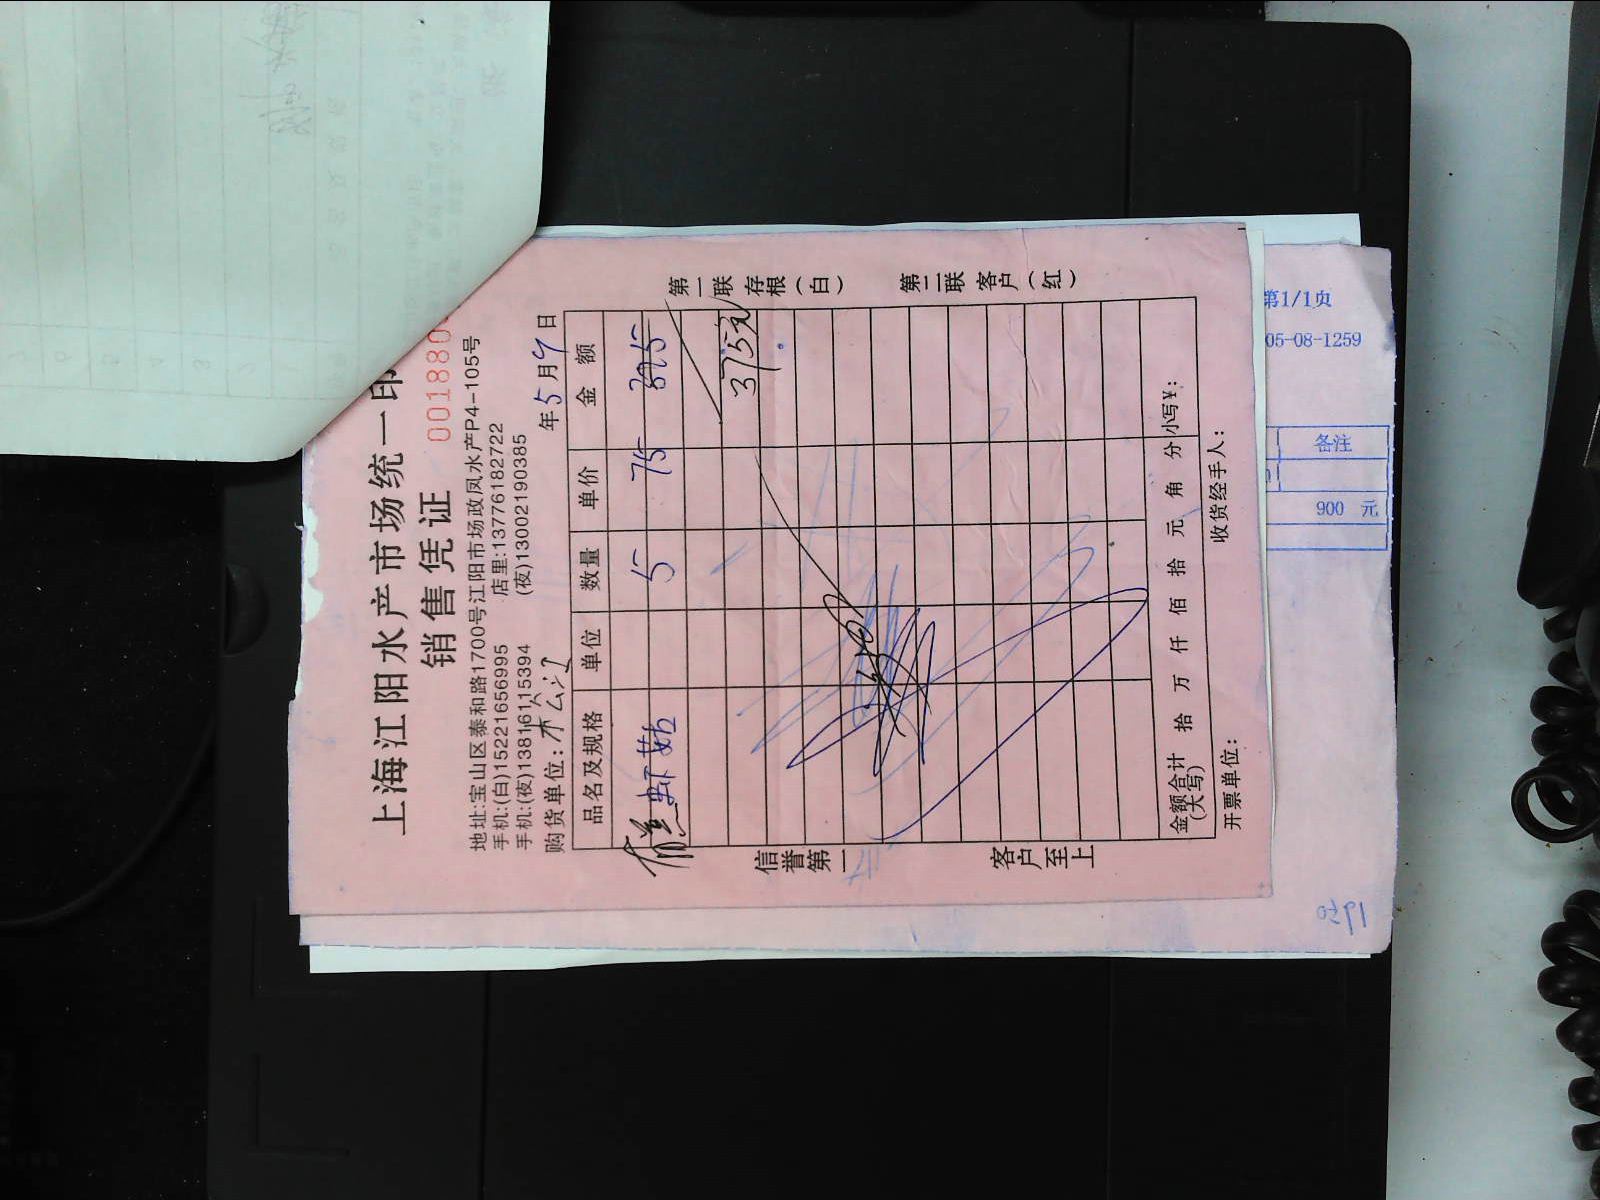 上海江阳水产市场统一印
销售凭证
001880
地址:宝山区泰和路1700号江阳市场政凤水产P4-105号
手机:(白)15221656995 店里:13776182722
手机:(夜)13816115394 (夜)13002190385
购货单位:
年5月9日
品名及规格 单位 数量 单价 金额
虾菇 5 75 375
375元
金额合计(大写) 拾 万 仟 佰 拾 元 角 分 小写¥:
开票单位: 收货经手人:
信誉第一 客户至上
第一联存根(白) 第二联客户(红)
第1/1页
05-08-1259
备注
900 元